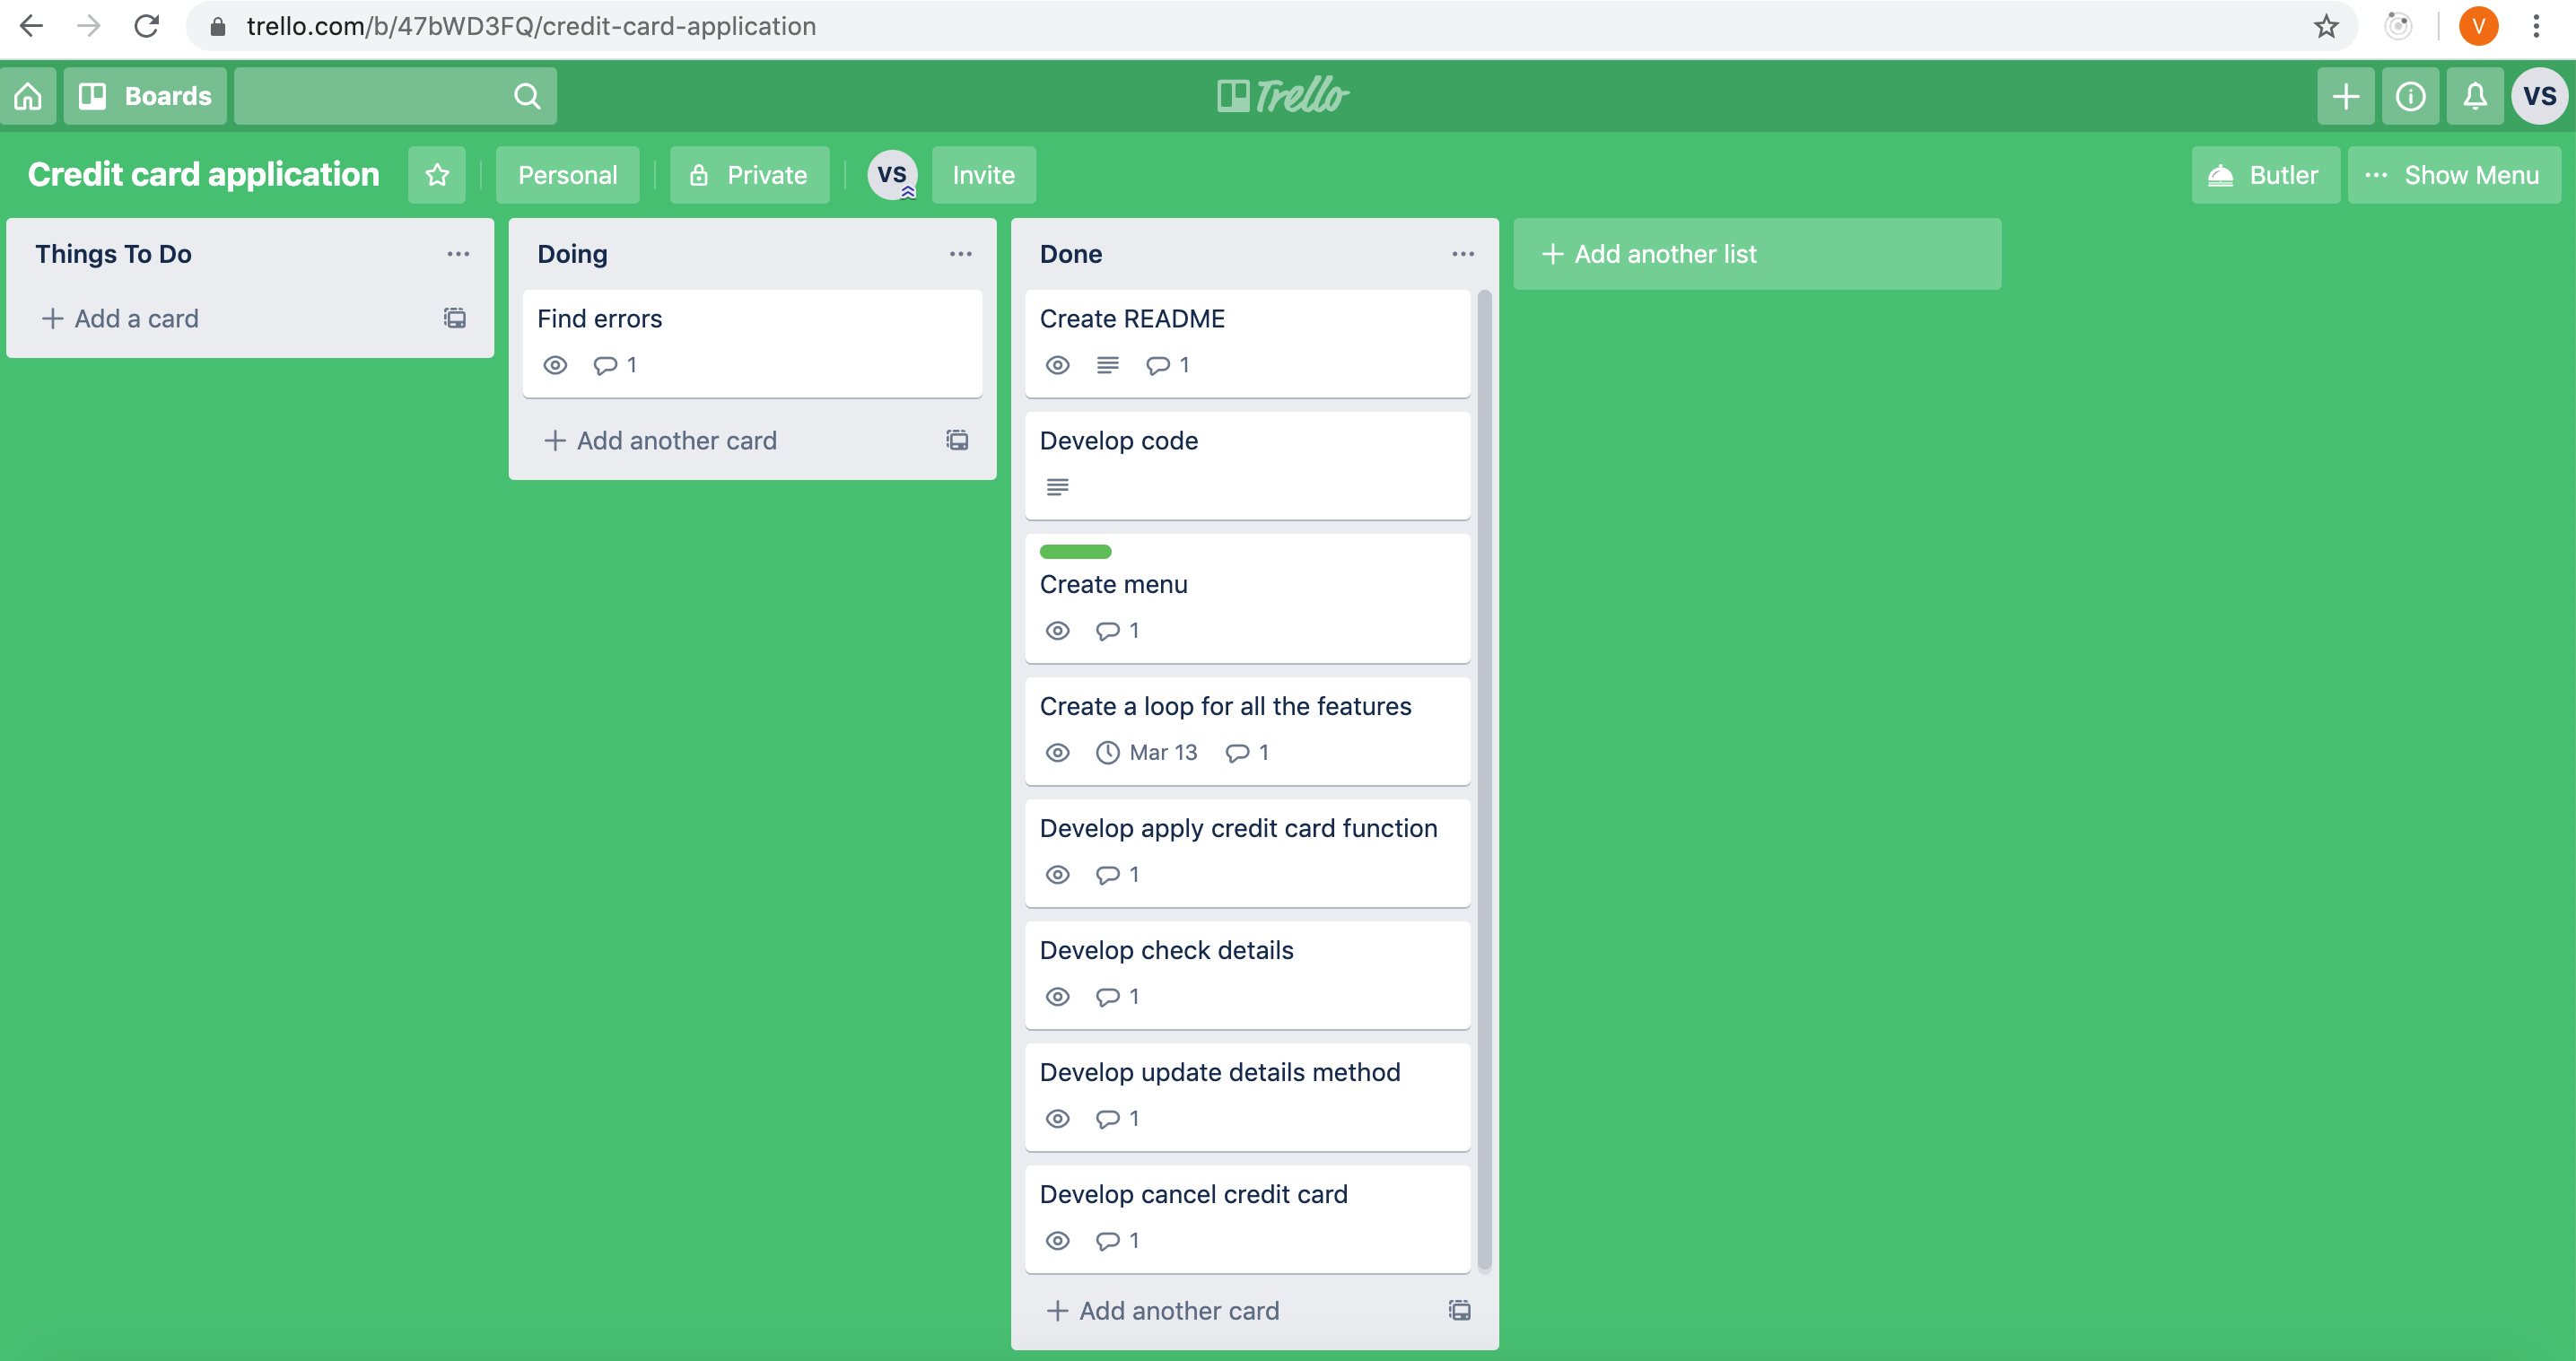 trello.com/b/47bWD3FQ/credit-card-application
V
Boards
Trello
VS
Credit card application
Personal
Private
VS
Invite
Butler
Show Menu
Things To Do
Add a card
Doing
Find errors
1
Add another card
Done
Create README
1
Develop code
Create menu
1
Create a loop for all the features
Mar 13 1
Develop apply credit card function
1
Develop check details
1
Develop update details method
1
Develop cancel credit card
1
Add another card
Add another list